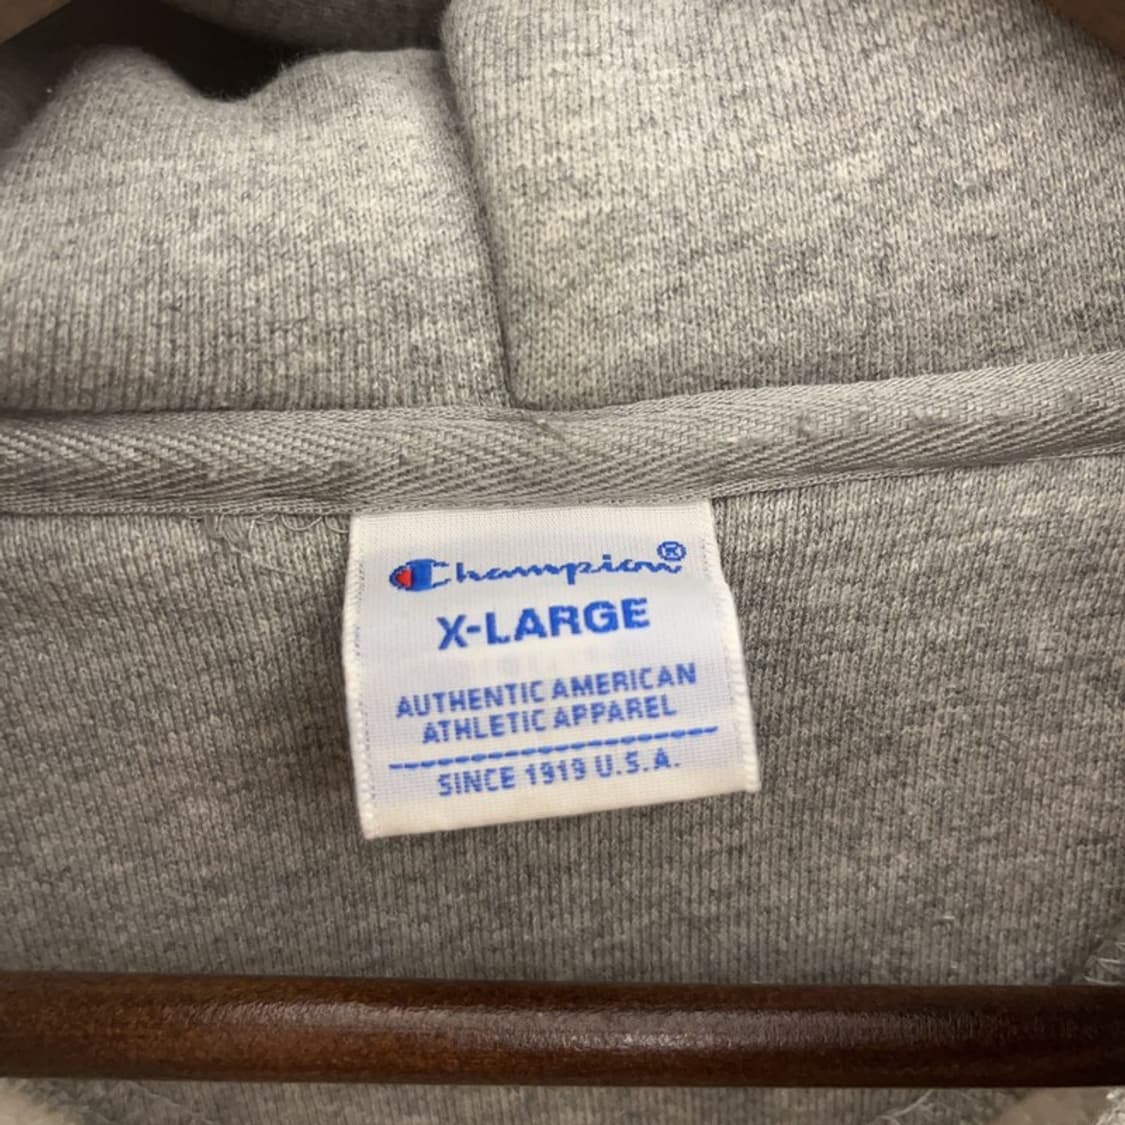 Champion®
X-LARGE
AUTHENTIC AMERICAN
ATHLETIC APPAREL
SINCE 1919 U.S.A.